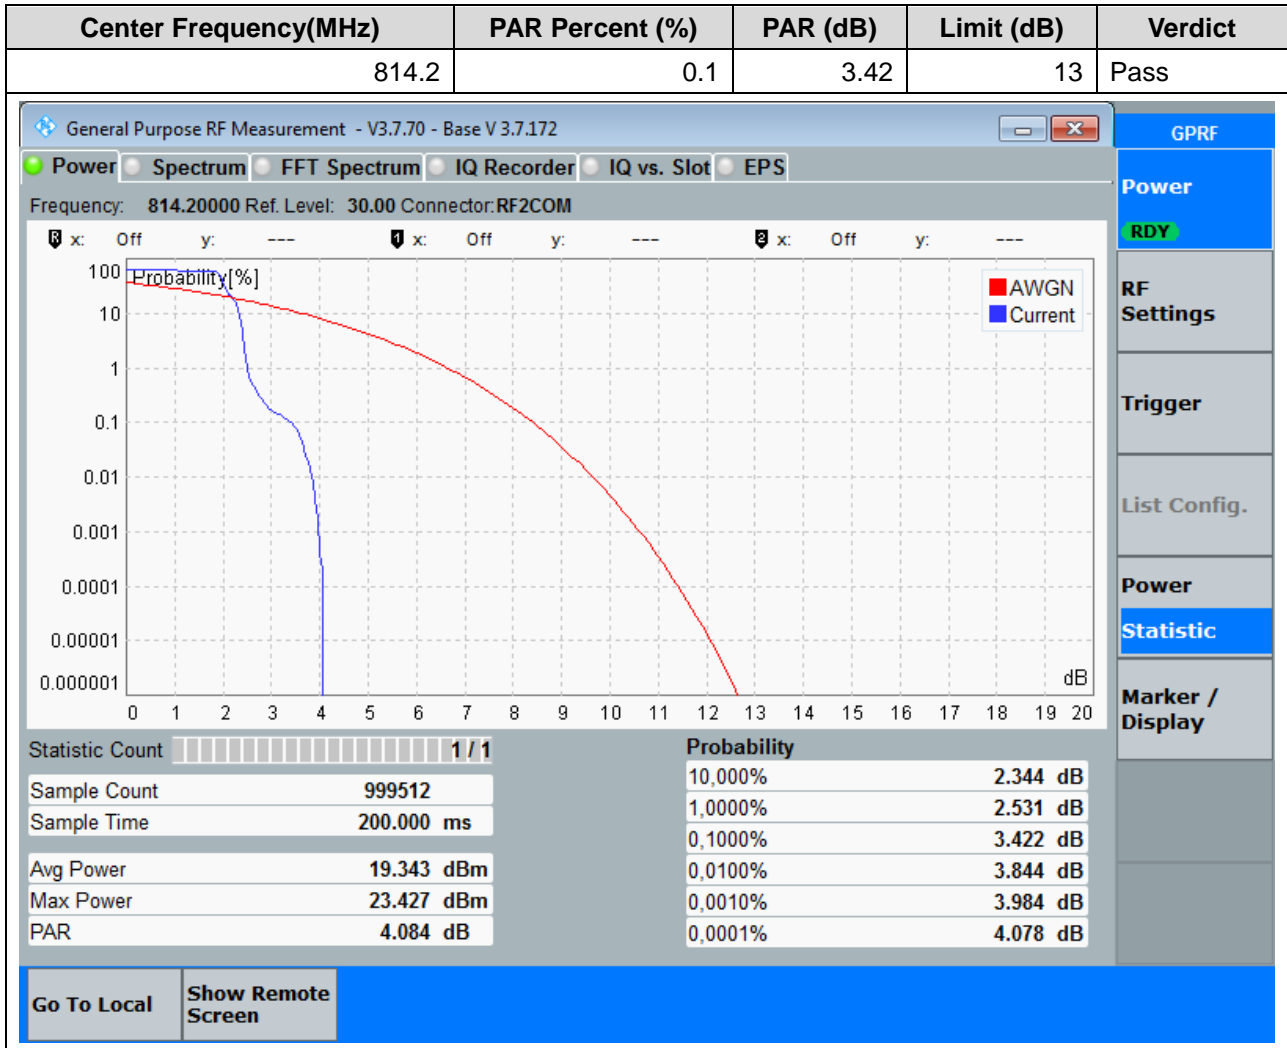 Center Frequency(MHz) PAR Percent (%) PAR (dB) Limit (dB) Verdict
814.2 0.1 3.42 13 Pass
General Purpose RF Measurement - V3.7.70 - Base V 3.7.172
GPRF
Power Spectrum FFT Spectrum IQ Recorder IQ vs. Slot EPS
Frequency: 814.20000 Ref. Level: 30.00 Connector:RF2COM
R x: Off y: --- 1 x: Off y: --- 2 x: Off y: ---
Probability[%]
AWGN
Current
100
10
1
0.1
0.01
0.001
0.0001
0.00001
0.000001
dB
0 1 2 3 4 5 6 7 8 9 10 11 12 13 14 15 16 17 18 19 20
Statistic Count 1 / 1
Sample Count 999512
Sample Time 200.000 ms
Avg Power 19.343 dBm
Max Power 23.427 dBm
PAR 4.084 dB
Probability
10,000% 2.344 dB
1,0000% 2.531 dB
0,1000% 3.422 dB
0,0100% 3.844 dB
0,0010% 3.984 dB
0,0001% 4.078 dB
Power
RDY
RF
Settings
Trigger
List Config.
Power
Statistic
Marker /
Display
Go To Local
Show Remote
Screen